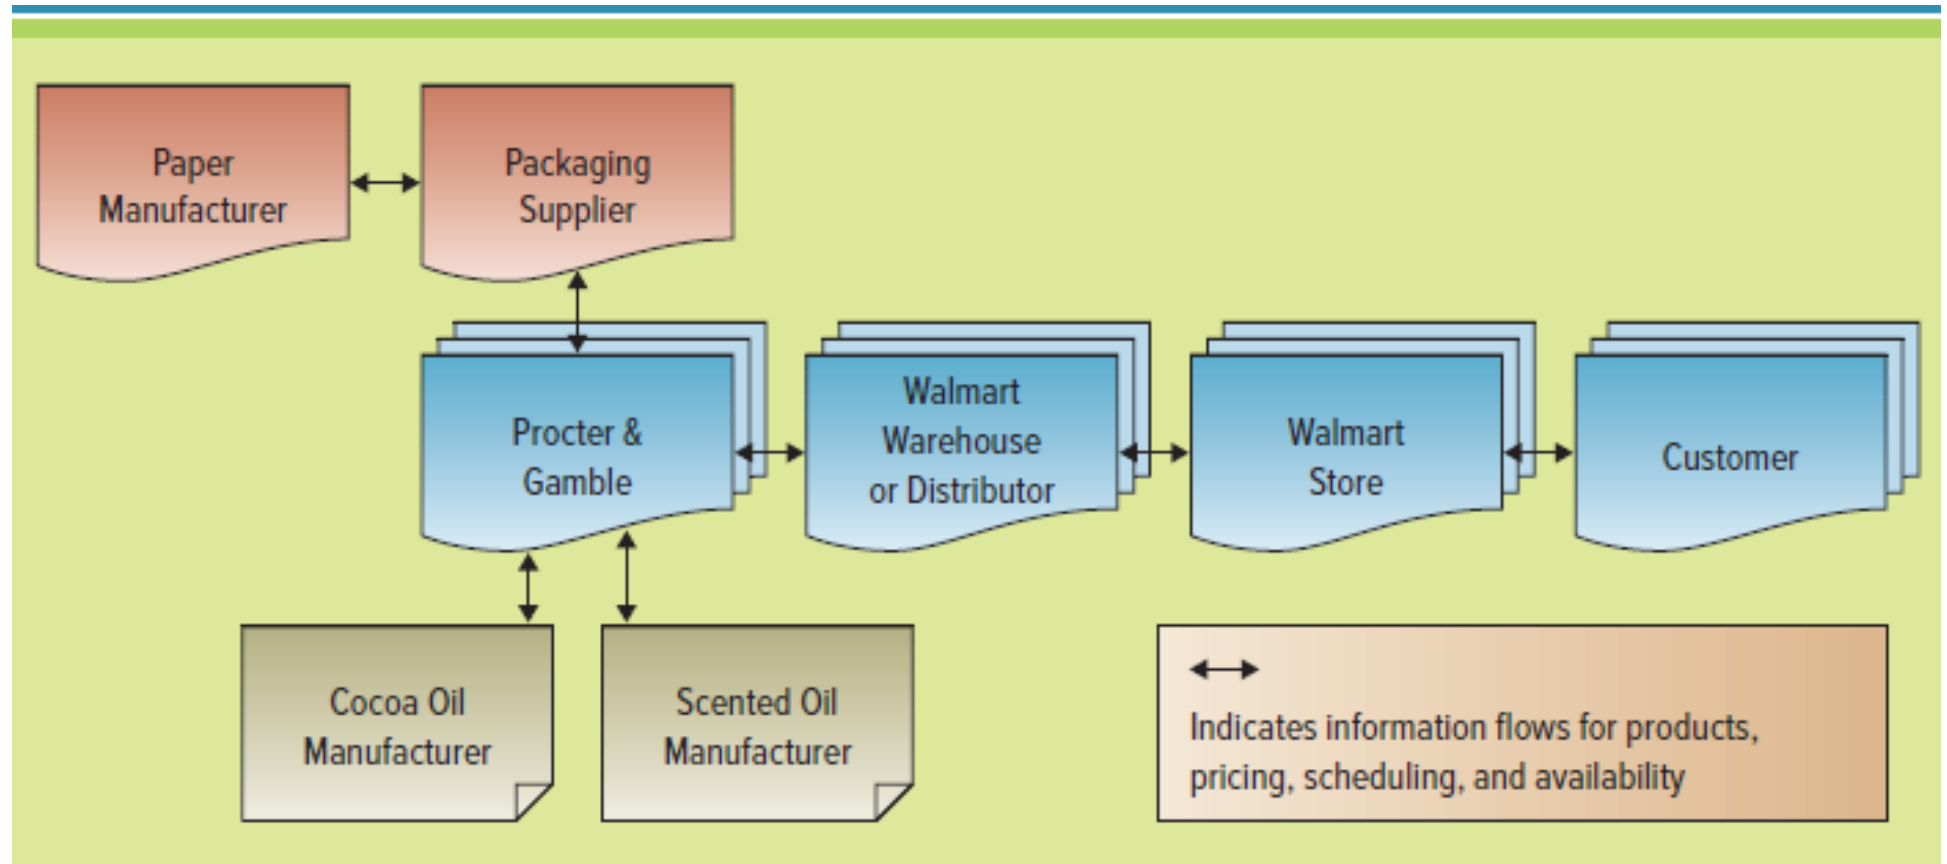 Paper
Manufacturer
Packaging
Supplier
Procter &
Gamble
Walmart
Warehouse
or Distributor
Walmart
Store
Customer
Cocoa Oil
Manufacturer
Scented Oil
Manufacturer
Indicates information flows for products,
pricing, scheduling, and availability